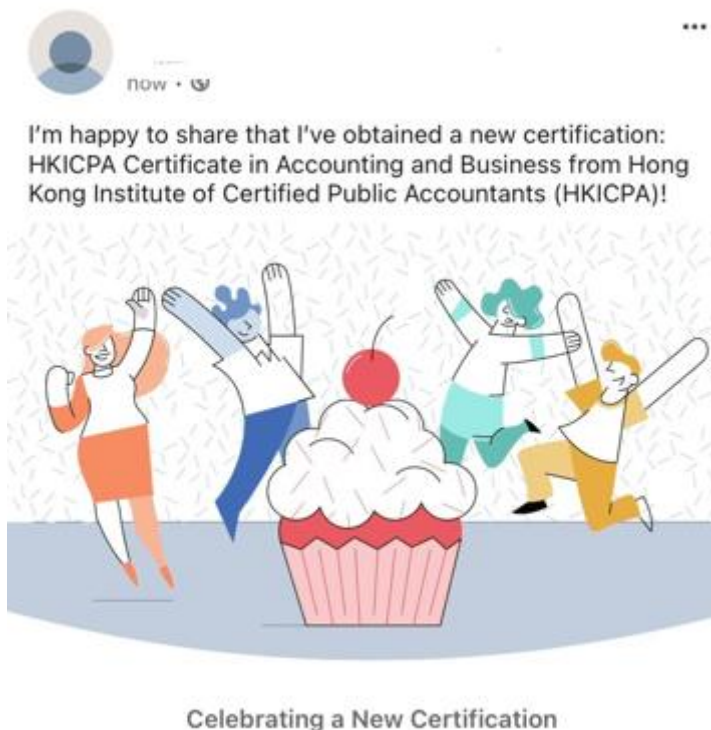 now •
I'm happy to share that I've obtained a new certification:
HKICPA Certificate in Accounting and Business from Hong
Kong Institute of Certified Public Accountants (HKICPA)!
Celebrating a New Certification